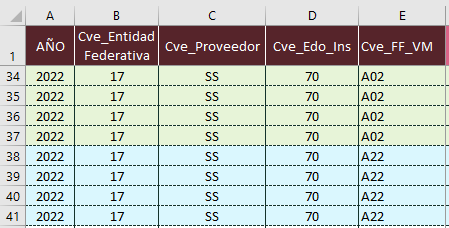 A B C D E
1 AÑO Cve_Entidad Federativa Cve_Proveedor Cve_Edo_Ins Cve_FF_VM
34 2022 17 SS 70 A02
35 2022 17 SS 70 A02
36 2022 17 SS 70 A02
37 2022 17 SS 70 A02
38 2022 17 SS 70 A22
39 2022 17 SS 70 A22
40 2022 17 SS 70 A22
41 2022 17 SS 70 A22